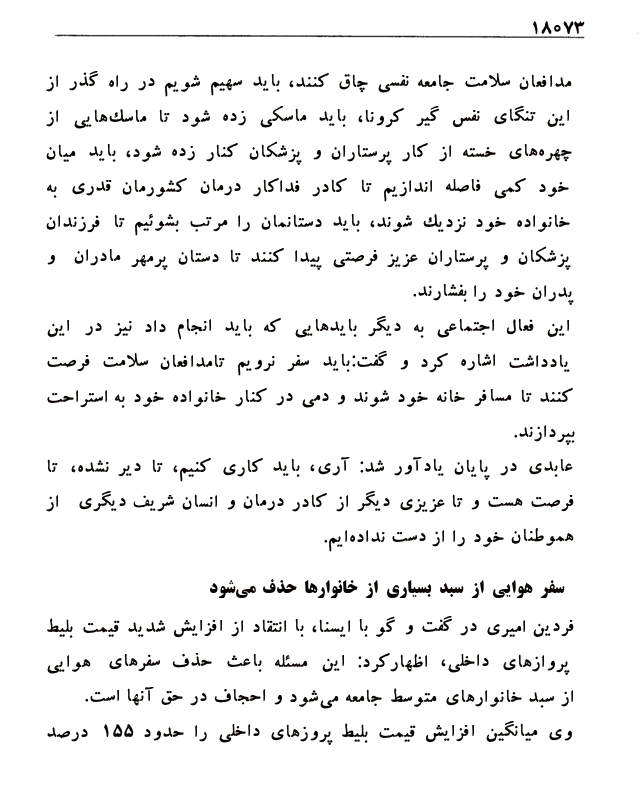 ۱۸۰۷۳
مدافعان سلامت جامعه نفسی چاق کنند، باید سهیم شویم در راه گذر از
این تنگای نفس گیر کرونا، باید ماسکی زده شود تا ماسك‌هایی از
چهره‌های خسته از کار پرستاران و پزشکان کنار زده شود، باید میان
خود کمی فاصله اندازیم تا کادر فداکار درمان کشورمان قدری به
خانواده خود نزدیك شوند، باید دستانمان را مرتب بشوئیم تا فرزندان
پزشکان و پرستاران عزیز فرصتی پیدا کنند تا دستان پرمهر مادران و
پدران خود را بفشارند.
این فعال اجتماعی به دیگر بایدهایی که باید انجام داد نیز در این
یادداشت اشاره کرد و گفت:باید سفر نرویم تامدافعان سلامت فرصت
کنند تا مسافر خانه خود شوند و دمی در کنار خانواده خود به استراحت
بپردازند.
عابدی در پایان یادآور شد: آری، باید کاری کنیم، تا دیر نشده، تا
فرصت هست و تا عزیزی دیگر از کادر درمان و انسان شریف دیگری از
هموطنان خود را از دست نداده‌ایم.
سفر هوایی از سبد بسیاری از خانوارها حذف می‌شود
فردین امیری در گفت و گو با ایسنا، با انتقاد از افزایش شدید قیمت بلیط
پروازهای داخلی، اظهارکرد: این مسئله باعث حذف سفرهای هوایی
از سبد خانوارهای متوسط جامعه می‌شود و احجاف در حق آنها است.
وی میانگین افزایش قیمت بلیط پروزهای داخلی را حدود ۱۵۵ درصد